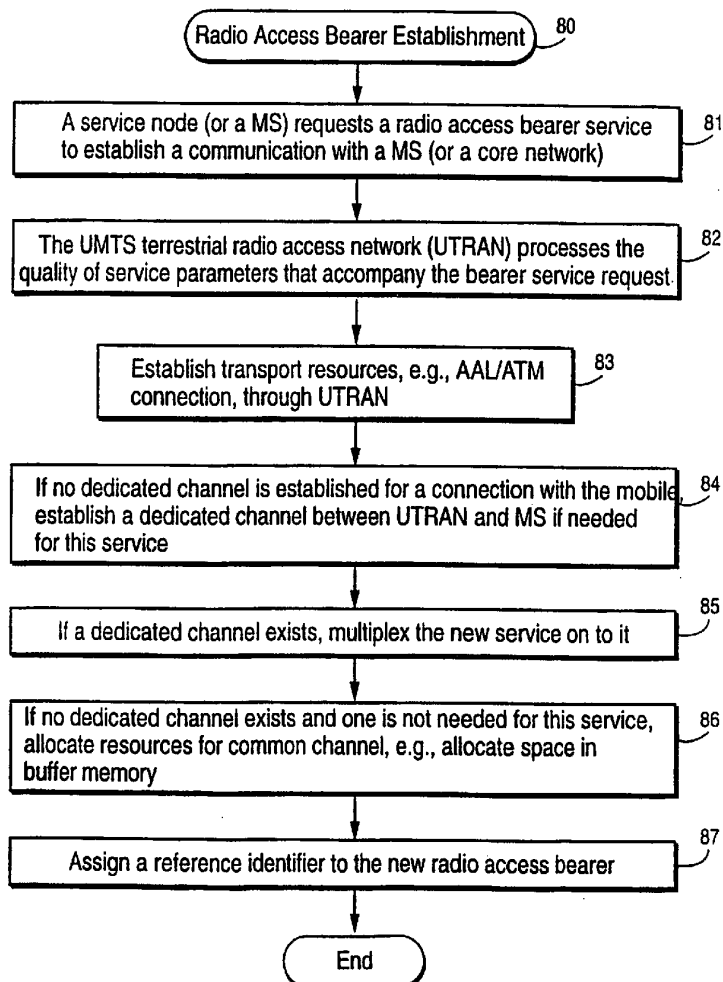 Radio Access Bearer Establishment
80
A service node (or a MS) requests a radio access bearer service
to establish a communication with a MS (or a core network)
81
The UMTS terrestrial radio access network (UTRAN) processes the
quality of service parameters that accompany the bearer service request.
82
Establish transport resources, e.g., AAL/ATM
connection, through UTRAN
83
If no dedicated channel is established for a connection with the mobile,
establish a dedicated channel between UTRAN and MS if needed
for this service
84
If a dedicated channel exists, multiplex the new service on to it
85
If no dedicated channel exists and one is not needed for this service,
allocate resources for common channel, e.g., allocate space in
buffer memory
86
Assign a reference identifier to the new radio access bearer
87
End